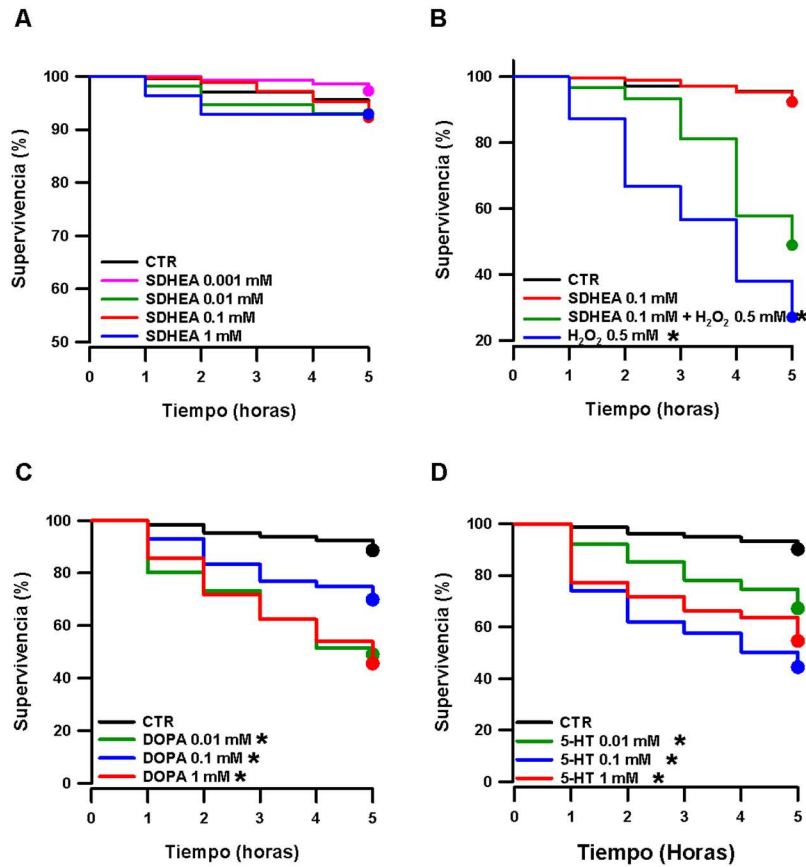 A
Supervivencia (%)
100
90
80
70
60
50
CTR
SDHEA 0.001 mM
SDHEA 0.01 mM
SDHEA 0.1 mM
SDHEA 1 mM
0 1 2 3 4 5
Tiempo (horas)
B
Supervivencia (%)
100
80
60
40
20
CTR
SDHEA 0.1 mM
SDHEA 0.1 mM + H₂O₂ 0.5 mM *
H₂O₂ 0.5 mM *
0 1 2 3 4 5
Tiempo (horas)
C
Supervivencia (%)
100
80
60
40
20
0
CTR
DOPA 0.01 mM *
DOPA 0.1 mM *
DOPA 1 mM *
0 1 2 3 4 5
Tiempo (horas)
D
Supervivencia (%)
100
80
60
40
20
0
CTR
5-HT 0.01 mM *
5-HT 0.1 mM *
5-HT 1 mM *
0 1 2 3 4 5
Tiempo (Horas)